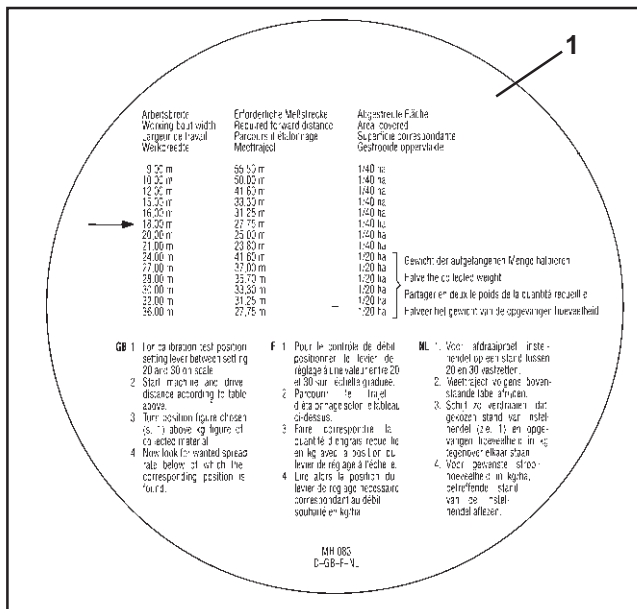 1
Arbeitsbreite Erforderliche Meßstrecke Abgestreute Fläche
Working bout width Required forward distance Area covered
Largeur de travail Parcours d'étalonnage Superficie correspondante
Werkbreedte Meettraject Gestrooide oppervlakte
9,00 m 55,50 m 1/40 ha
10,00 m 50,00 m 1/40 ha
12,00 m 41,60 m 1/40 ha
15,00 m 33,30 m 1/40 ha
16,00 m 31,25 m 1/40 ha
18,00 m 27,75 m 1/40 ha
20,00 m 25,00 m 1/40 ha
21,00 m 23,80 m 1/40 ha
24,00 m 41,60 m 1/20 ha
27,00 m 37,00 m 1/20 ha
28,00 m 35,70 m 1/20 ha
30,00 m 33,30 m 1/20 ha
32,00 m 31,25 m 1/20 ha
36,00 m 27,75 m 1/20 ha
Gewicht der aufgefangenen Menge halbieren
Halve the collected weight
Partager en deux le poids de la quantité recueillie
Halveer het gewicht van de opgevangen hoeveelheid
GB 1 For calibration test position
setting lever between setting
20 and 30 on scale
2 Start machine and drive
distance according to table
above.
3 Turn position figure chosen
(s. 1) above kg figure of
collected material
4 Now look for wanted spread
rate below of which the
corresponding position is
found.
F 1 Pour le contrôle de débit
positionner le levier de
réglage à une valeur entre 20
et 30 sur l'échelle graduée.
2 Parcourir le trajet
d'étalonnage selon le tableau
ci-dessus.
3 Faire correspondre la
quantité d'engrais recueillie
en kg avec la position du
levier de réglage à l'échelle.
4 Lire alors la position du
levier de réglage nécessaire
correspondant au débit
souhaité en kg/ha
NL 1. Voor afdraaiproef instel-
hendel op een stand tussen
20 en 30 vastzetten.
2. Meettraject volgens boven-
staande tabel afrijden.
3. Schijf zo verdraaien dat
gekozen stand van instel-
hendel (zie. 1) en opge-
vangen hoeveelheid in kg
tegenover elkaar staan
4. Voor gewenste strooi-
hoeveelheid in kg/ha,
betreffende stand
van de instel-
hendel aflezen.
MH 083
D-GB-F-NL